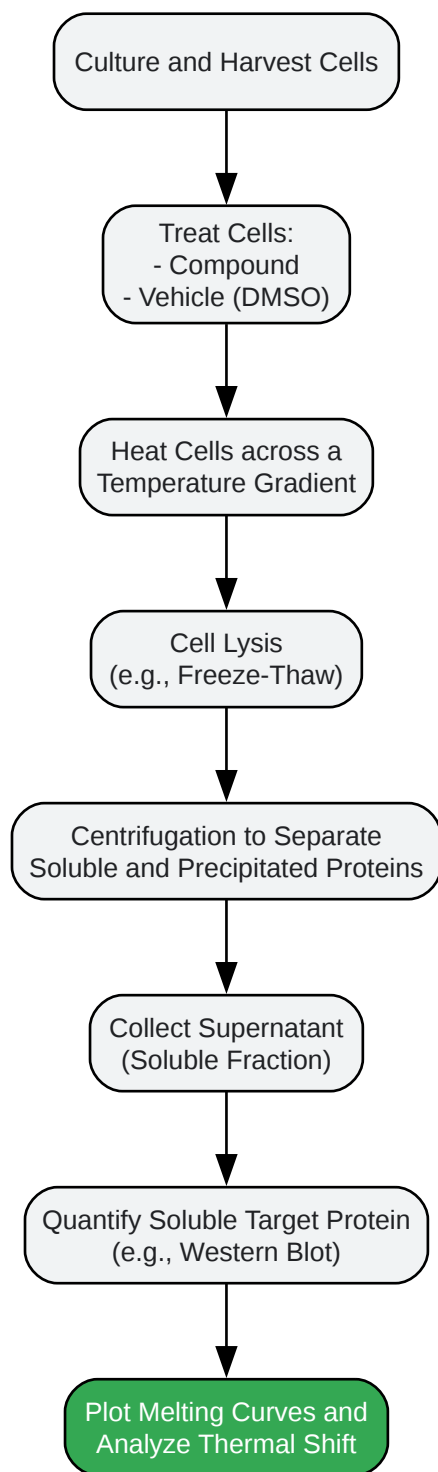 Culture and Harvest Cells
Treat Cells:
- Compound
- Vehicle (DMSO)
Heat Cells across a
Temperature Gradient
Cell Lysis
(e.g., Freeze-Thaw)
Centrifugation to Separate
Soluble and Precipitated Proteins
Collect Supernatant
(Soluble Fraction)
Quantify Soluble Target Protein
(e.g., Western Blot)
Plot Melting Curves and
Analyze Thermal Shift